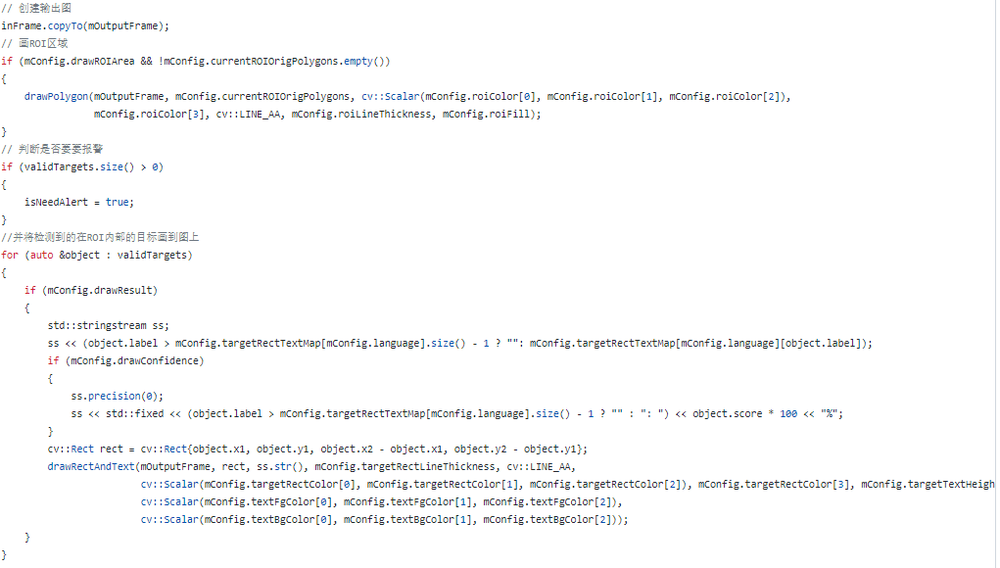 // 创建输出图
inFrame.copyTo(mOutputFrame);
// 画ROI区域
if (mConfig.drawROIArea && !mConfig.currentROIOrigPolygons.empty())
{
    drawPolygon(mOutputFrame, mConfig.currentROIOrigPolygons, cv::Scalar(mConfig.roiColor[0], mConfig.roiColor[1], mConfig.roiColor[2]),
                mConfig.roiColor[3], cv::LINE_AA, mConfig.roiLineThickness, mConfig.roiFill);
}
// 判断是否要要报警
if (validTargets.size() > 0)
{
    isNeedAlert = true;
}
//并将检测到的在ROI内部的目标画到图上
for (auto &object : validTargets)
{
    if (mConfig.drawResult)
    {
        std::stringstream ss;
        ss << (object.label > mConfig.targetRectTextMap[mConfig.language].size() - 1 ? "": mConfig.targetRectTextMap[mConfig.language][object.label]);
        if (mConfig.drawConfidence)
        {
            ss.precision(0);
            ss << std::fixed << (object.label > mConfig.targetRectTextMap[mConfig.language].size() - 1 ? "" : ": ") << object.score * 100 << "%";
        }
        cv::Rect rect = cv::Rect{object.x1, object.y1, object.x2 - object.x1, object.y2 - object.y1};
        drawRectAndText(mOutputFrame, rect, ss.str(), mConfig.targetRectLineThickness, cv::LINE_AA,
                        cv::Scalar(mConfig.targetRectColor[0], mConfig.targetRectColor[1], mConfig.targetRectColor[2]), mConfig.targetRectColor[3], mConfig.targetTextHeigh
                        cv::Scalar(mConfig.textFgColor[0], mConfig.textFgColor[1], mConfig.textFgColor[2]),
                        cv::Scalar(mConfig.textBgColor[0], mConfig.textBgColor[1], mConfig.textBgColor[2]));
    }
}